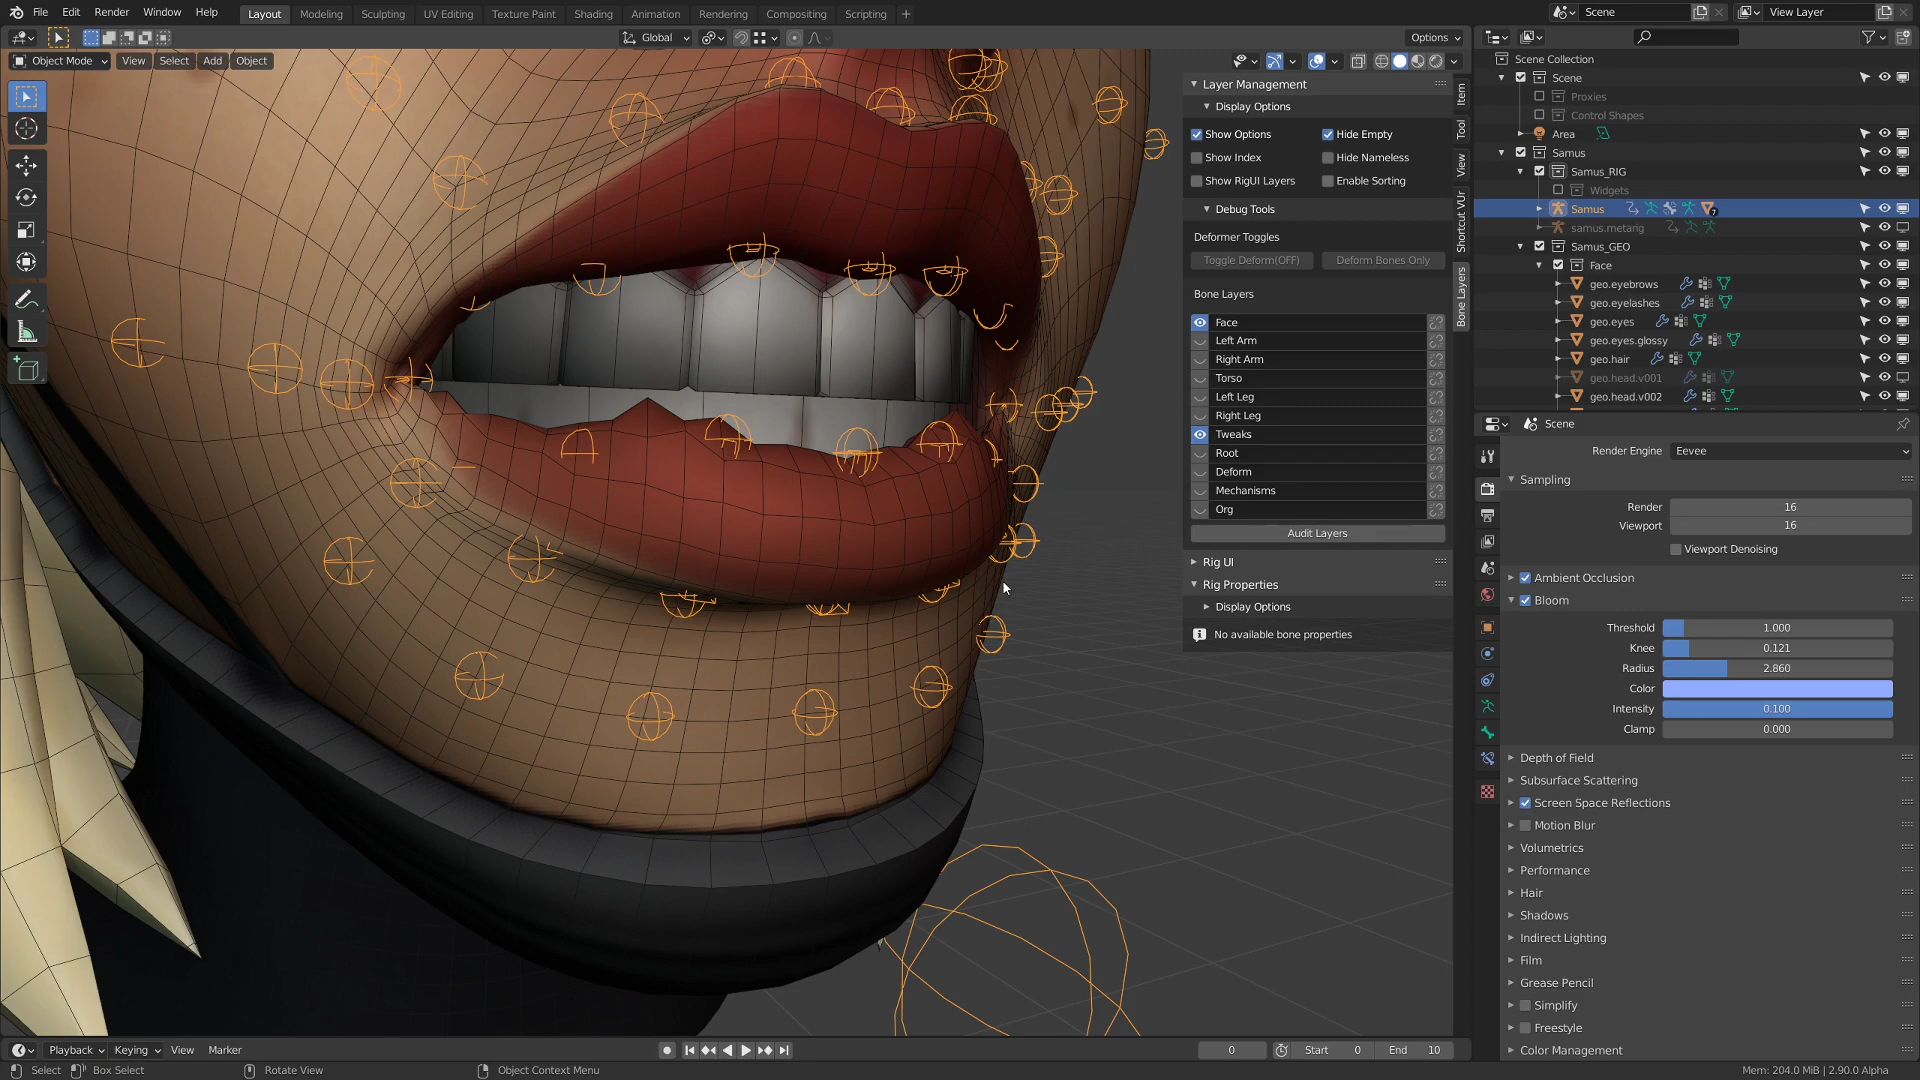 File Edit Render Window Help Layout Modeling Sculpting UV Editing Texture Paint Shading Animation Rendering Compositing Scripting + Scene View Layer
Global Options
Object Mode View Select Add Object
Layer Management
Display Options
Show Options Hide Empty
Show Index Hide Nameless
Show RigUI Layers Enable Sorting
Debug Tools
Deformer Toggles
Toggle Deform(OFF) Deform Bones Only
Bone Layers
Face
Left Arm
Right Arm
Torso
Left Leg
Right Leg
Tweaks
Root
Deform
Mechanisms
Org
Audit Layers
Rig UI
Rig Properties
Display Options
No available bone properties
Item
Tool
View
Shortcut VUr
Bone Layers
Scene Collection
Scene
Proxies
Control Shapes
Area
Samus
Samus_RIG
Widgets
Samus
samus.metarig
Samus_GEO
Face
geo.eyebrows
geo.eyelashes
geo.eyes
geo.eyes.glossy
geo.hair
geo.head.v001
geo.head.v002
Scene
Render Engine Eevee
Sampling
Render 16
Viewport 16
Viewport Denoising
Ambient Occlusion
Bloom
Threshold 1.000
Knee 0.121
Radius 2.860
Color
Intensity 0.100
Clamp 0.000
Depth of Field
Subsurface Scattering
Screen Space Reflections
Motion Blur
Volumetrics
Performance
Hair
Shadows
Indirect Lighting
Film
Grease Pencil
Simplify
Freestyle
Color Management
Playback Keying View Marker 0 Start 0 End 10
Select Box Select Rotate View Object Context Menu Mem: 204.0 MiB | 2.90.0 Alpha